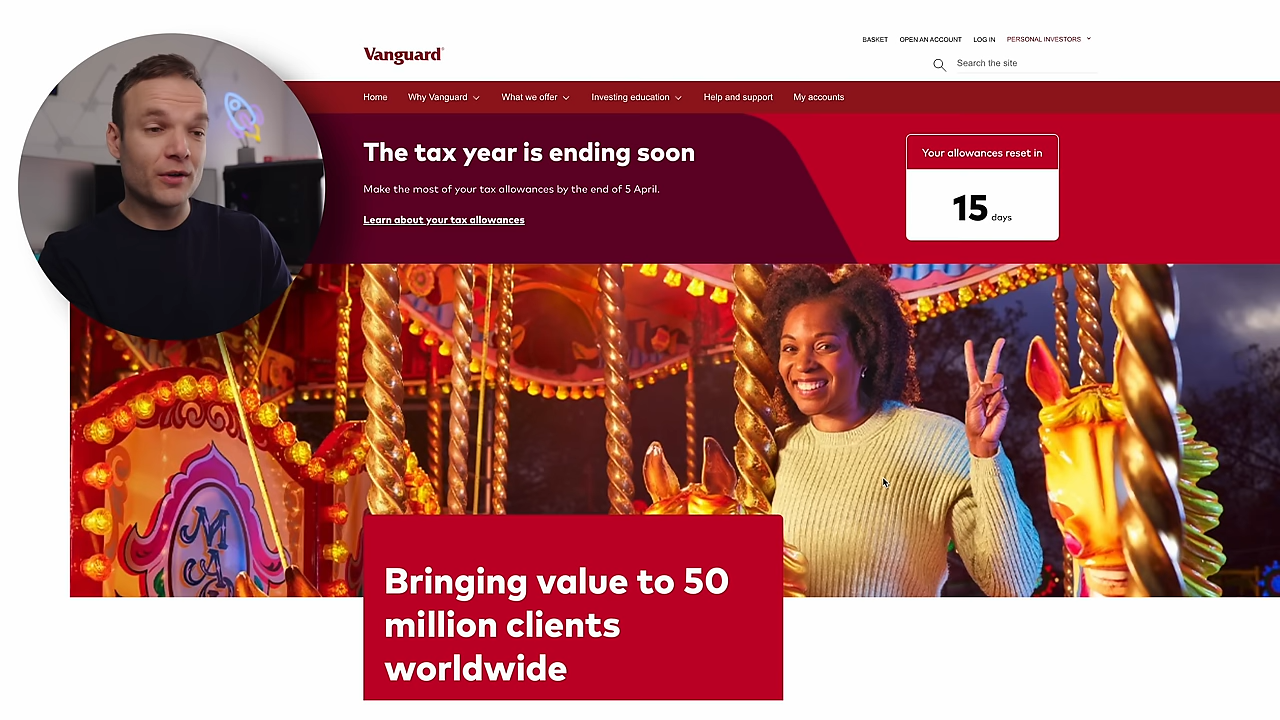 Vanguard
BASKET OPEN AN ACCOUNT LOG IN PERSONAL INVESTORS
Search the site
Home Why Vanguard What we offer Investing education Help and support My accounts
The tax year is ending soon
Make the most of your tax allowances by the end of 5 April.
Learn about your tax allowances
Your allowances reset in
15 days
Bringing value to 50
million clients
worldwide